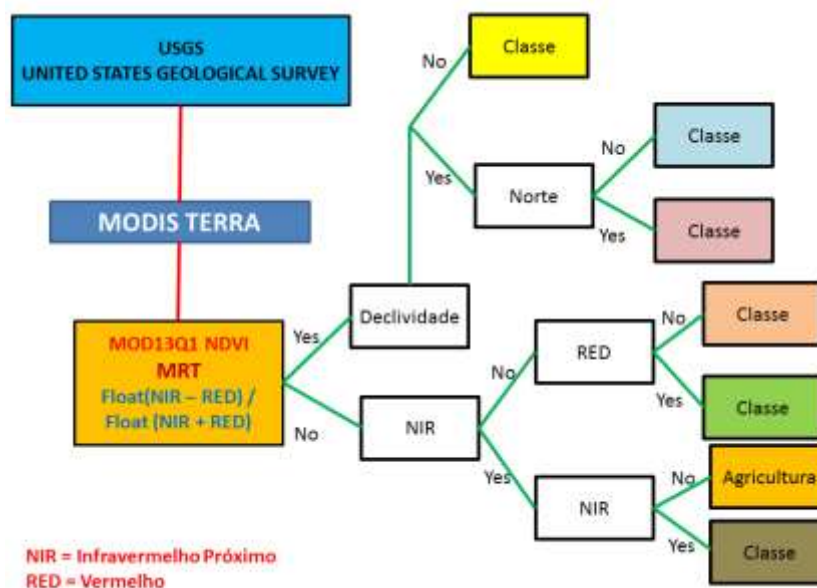 USGS
UNITED STATES GEOLOGICAL SURVEY
No
Classe
Yes
Norte
No
Classe
Yes
Classe
MODIS TERRA
MOD13Q1 NDVI
MRT
Float(NIR – RED) /
Float (NIR + RED)
Yes
Declividade
No
NIR
No
RED
No
Classe
Yes
Classe
Yes
NIR
No
Agricultura
Yes
Classe
NIR = Infravermelho Próximo
RED = Vermelho